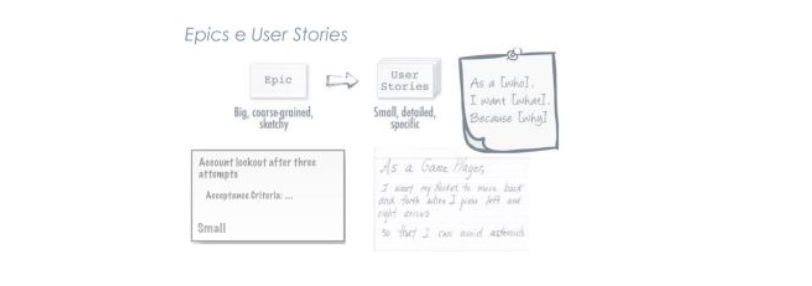 Epics e User Stories
Epic
User
Stories
Big, coarse-grained,
sketchy
Small, detailed,
specific
As a [who],
I want [what],
Because [why]
Account lockout after three
attempts
Acceptance Criteria: ...
Small
As a Game Player,
I want my Rocket to move back
and forth when I press left and
right arrows
so that I can avoid asteroids